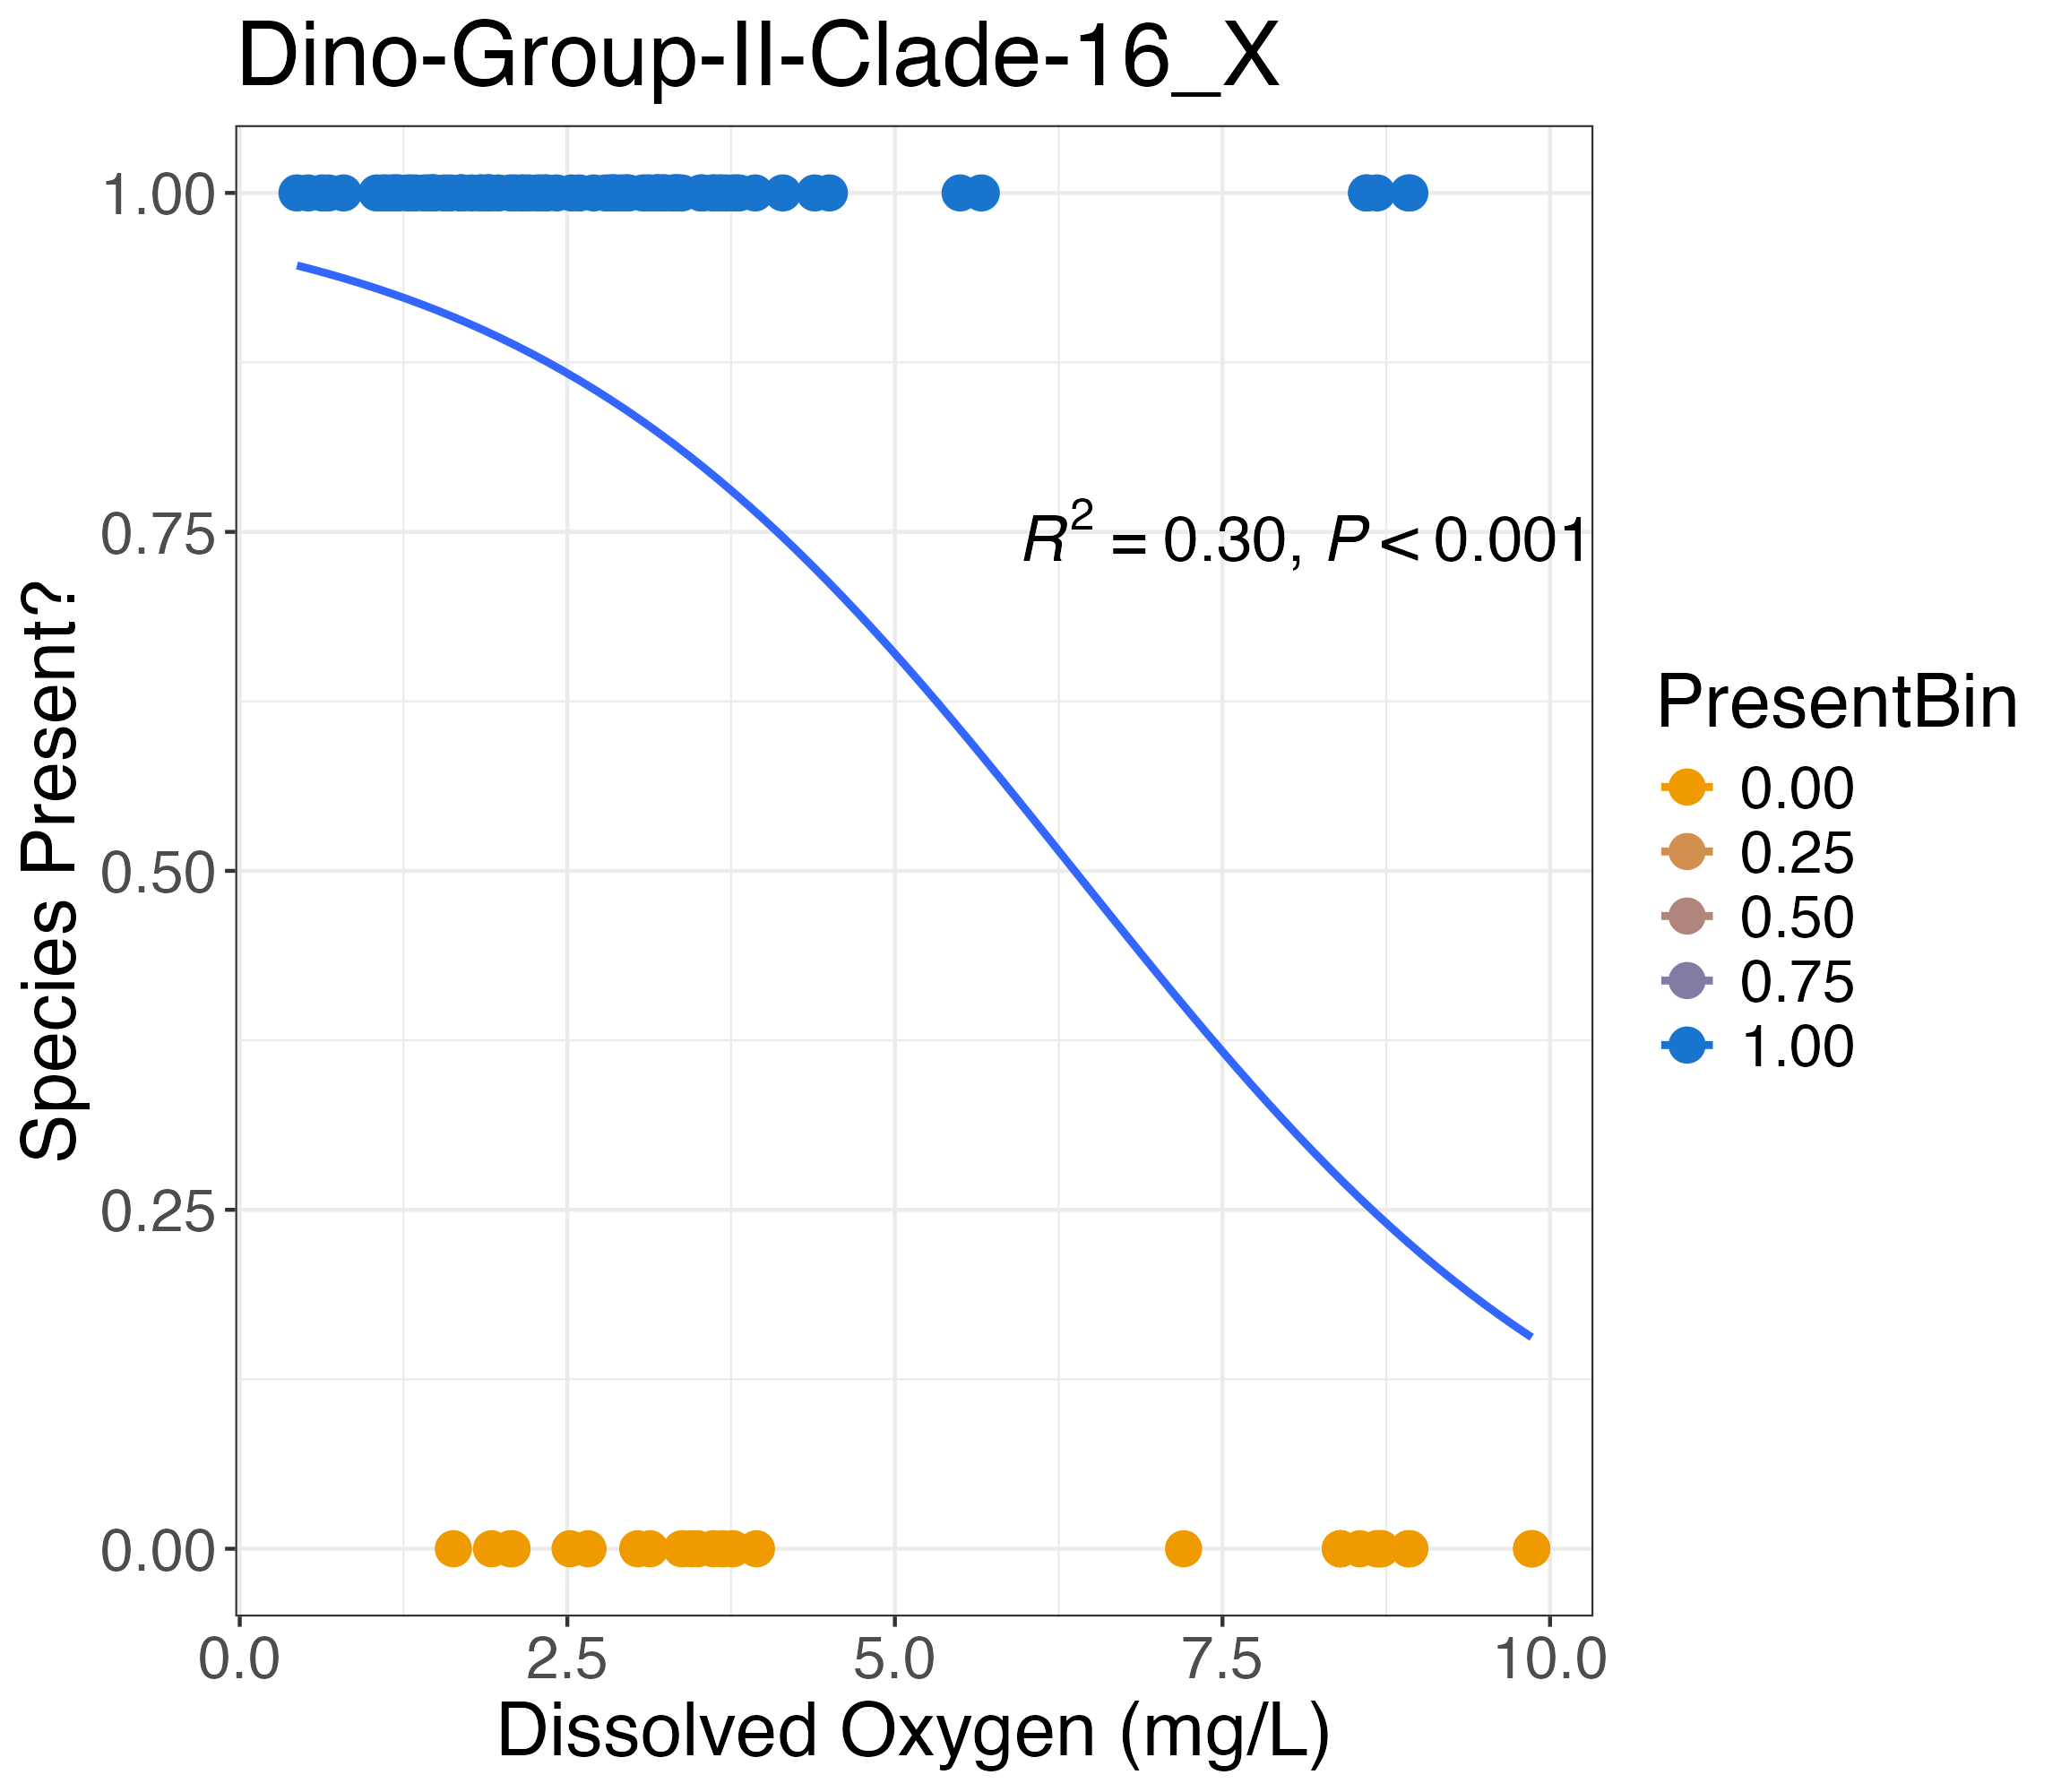 Dino-Group-II-Clade-16_X
1.00
0.75
0.50
0.25
0.00
Species Present?
R² = 0.30, P < 0.001
0.0 2.5 5.0 7.5 10.0
Dissolved Oxygen (mg/L)
PresentBin
0.00
0.25
0.50
0.75
1.00